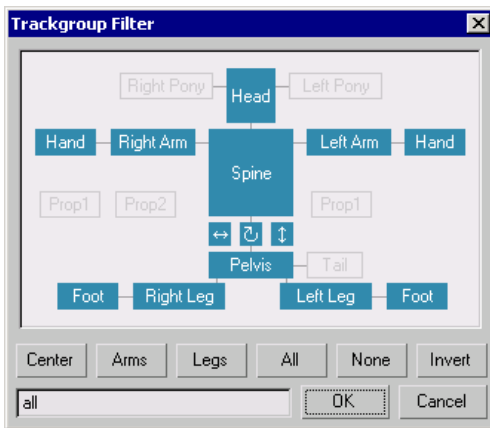 Trackgroup Filter
Right Pony Head Left Pony
Hand Right Arm Left Arm Hand
Spine
Prop1 Prop2 Prop1
Pelvis Tail
Foot Right Leg Left Leg Foot
Center Arms Legs All None Invert
all OK Cancel